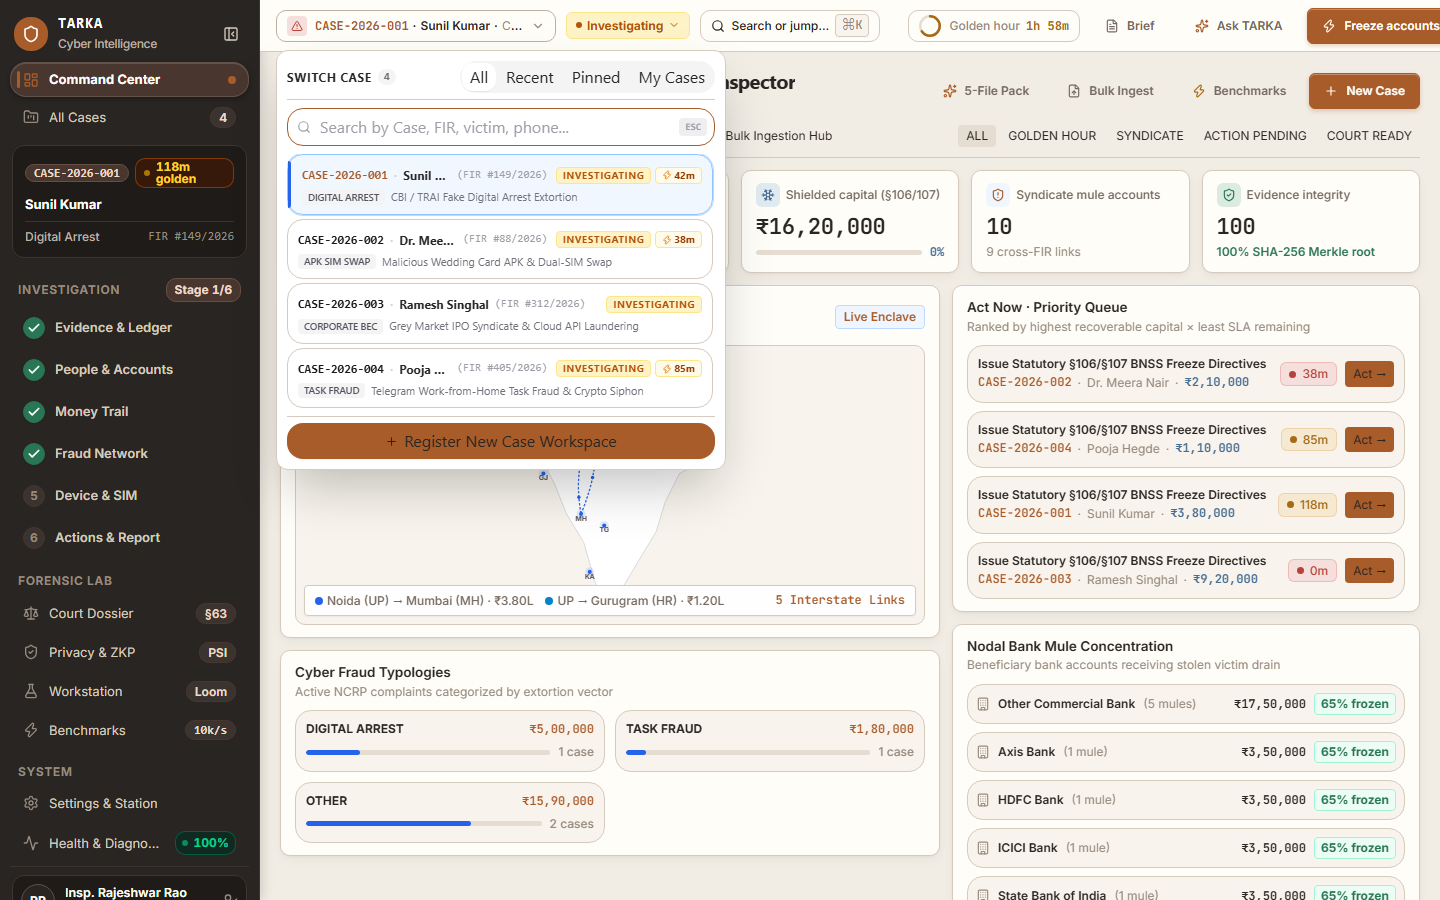 TARKA
Cyber Intelligence
Command Center
All Cases 4
CASE-2026-001 118m golden
Sunil Kumar
Digital Arrest FIR #149/2026
INVESTIGATION Stage 1/6
Evidence & Ledger
People & Accounts
Money Trail
Fraud Network
5 Device & SIM
6 Actions & Report
FORENSIC LAB
Court Dossier §63
Privacy & ZKP PSI
Workstation Loom
Benchmarks 10k/s
SYSTEM
Settings & Station
Health & Diagno... 100%
Insp. Rajeshwar Rao
CASE-2026-001 · Sunil Kumar · C... Investigating Search or jump... ⌘K Golden hour 1h 58m Brief Ask TARKA Freeze accounts
SWITCH CASE 4 All Recent Pinned My Cases
Search by Case, FIR, victim, phone... ESC
CASE-2026-001 · Sunil ... (FIR #149/2026) INVESTIGATING 42m
DIGITAL ARREST CBI / TRAI Fake Digital Arrest Extortion
CASE-2026-002 · Dr. Mee... (FIR #88/2026) INVESTIGATING 38m
APK SIM SWAP Malicious Wedding Card APK & Dual-SIM Swap
CASE-2026-003 · Ramesh Singhal (FIR #312/2026) INVESTIGATING
CORPORATE BEC Grey Market IPO Syndicate & Cloud API Laundering
CASE-2026-004 · Pooja ... (FIR #405/2026) INVESTIGATING 85m
TASK FRAUD Telegram Work-from-Home Task Fraud & Crypto Siphon
+ Register New Case Workspace
nspector 5-File Pack Bulk Ingest Benchmarks + New Case
Bulk Ingestion Hub ALL GOLDEN HOUR SYNDICATE ACTION PENDING COURT READY
Shielded capital (§106/107)
₹16,20,000
0%
Syndicate mule accounts
10
9 cross-FIR links
Evidence integrity
100
100% SHA-256 Merkle root
Live Enclave
GJ
MH
TG
KA
Noida (UP) → Mumbai (MH) · ₹3.80L UP → Gurugram (HR) · ₹1.20L 5 Interstate Links
Cyber Fraud Typologies
Active NCRP complaints categorized by extortion vector
DIGITAL ARREST ₹5,00,000
1 case
TASK FRAUD ₹1,80,000
1 case
OTHER ₹15,90,000
2 cases
Act Now · Priority Queue
Ranked by highest recoverable capital × least SLA remaining
Issue Statutory §106/§107 BNSS Freeze Directives
CASE-2026-002 · Dr. Meera Nair · ₹2,10,000 38m Act →
Issue Statutory §106/§107 BNSS Freeze Directives
CASE-2026-004 · Pooja Hegde · ₹1,10,000 85m Act →
Issue Statutory §106/§107 BNSS Freeze Directives
CASE-2026-001 · Sunil Kumar · ₹3,80,000 118m Act →
Issue Statutory §106/§107 BNSS Freeze Directives
CASE-2026-003 · Ramesh Singhal · ₹9,20,000 0m Act →
Nodal Bank Mule Concentration
Beneficiary bank accounts receiving stolen victim drain
Other Commercial Bank (5 mules) ₹17,50,000 65% frozen
Axis Bank (1 mule) ₹3,50,000 65% frozen
HDFC Bank (1 mule) ₹3,50,000 65% frozen
ICICI Bank (1 mule) ₹3,50,000 65% frozen
State Bank of India (1 mule) ₹3,50,000 65% frozen